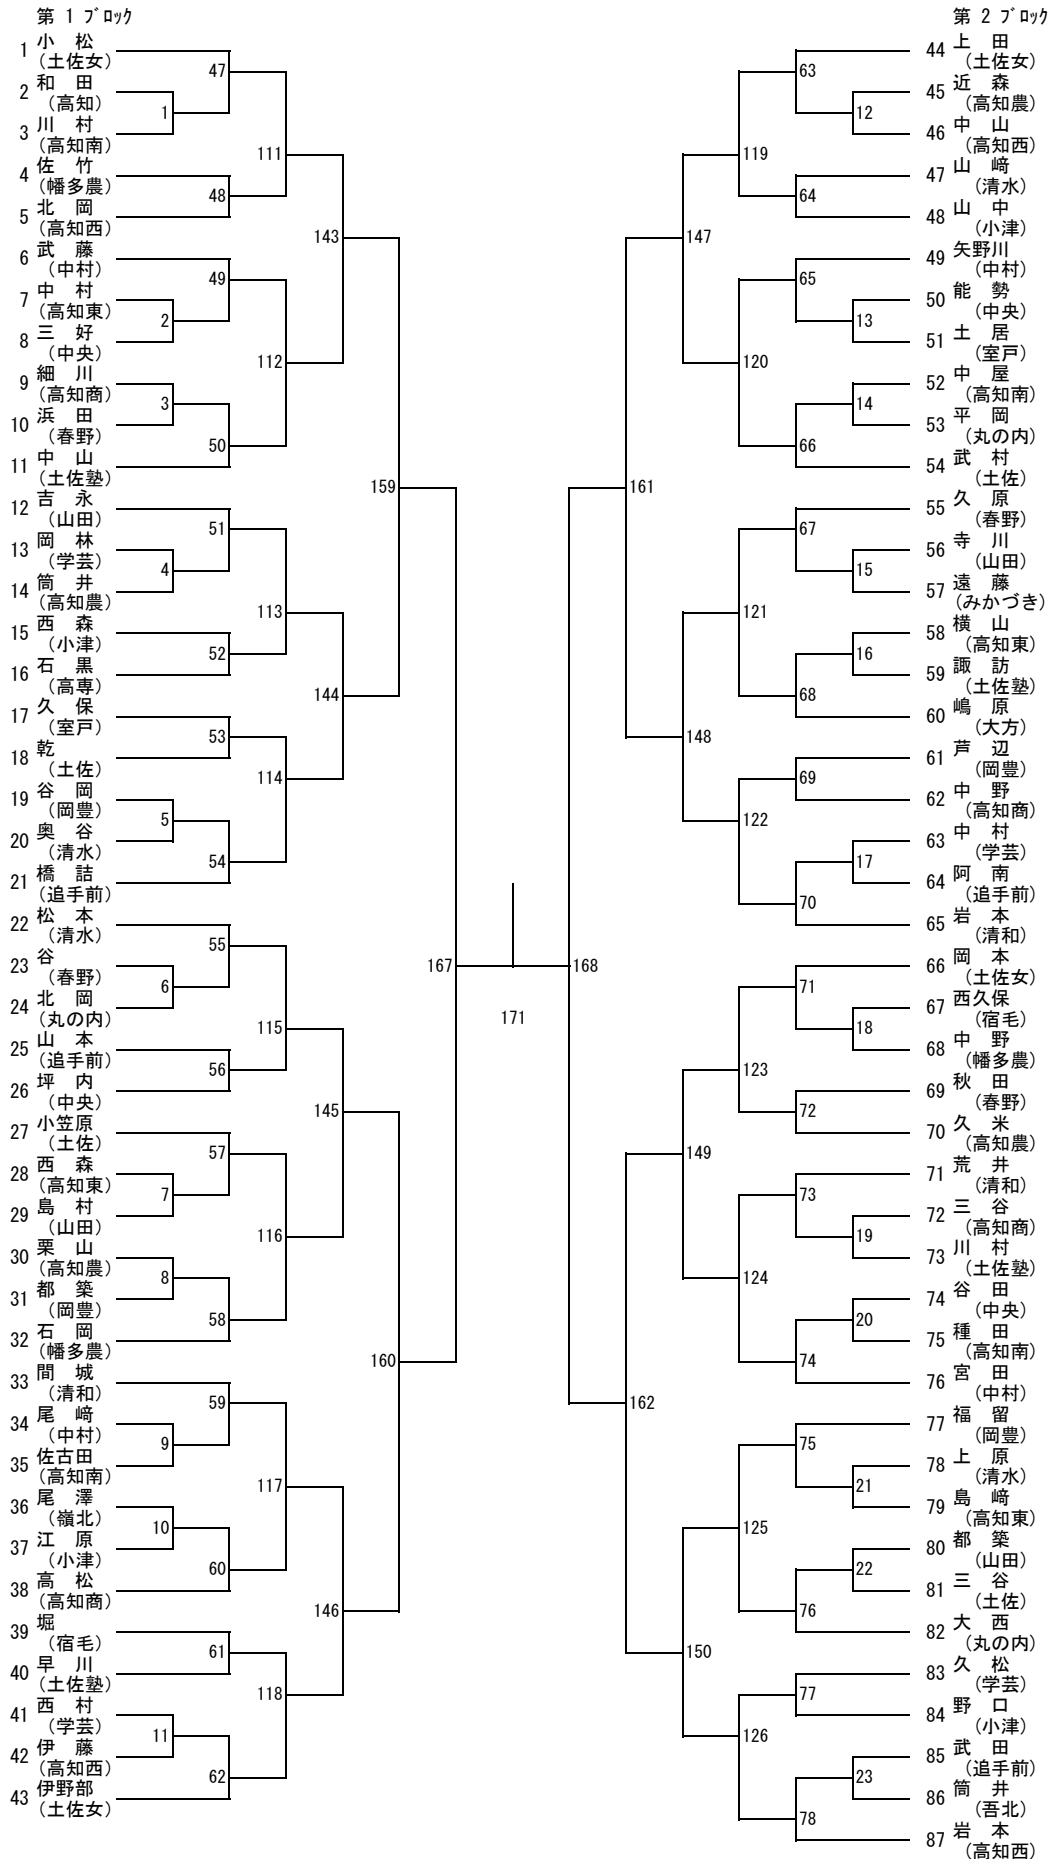 第 1 ブロック
1 小 松
(土佐女)
2 和 田
(高知)
3 川 村
(高知南)
4 佐 竹
(幡多農)
5 北 岡
(高知西)
6 武 藤
(中村)
7 中 村
(高知東)
8 三 好
(中央)
9 細 川
(高知商)
10 浜 田
(春野)
11 中 山
(土佐塾)
12 吉 永
(山田)
13 岡 林
(学芸)
14 筒 井
(高知農)
15 西 森
(小津)
16 石 黒
(高専)
17 久 保
(室戸)
18 乾
(土佐)
19 谷 岡
(岡豊)
20 奥 谷
(清水)
21 橋 詰
(追手前)
22 松 本
(清水)
23 谷
(春野)
24 北 岡
(丸の内)
25 山 本
(追手前)
26 坪 内
(中央)
27 小笠原
(土佐)
28 西 森
(高知東)
29 島 村
(山田)
30 栗 山
(高知農)
31 都 築
(岡豊)
32 石 岡
(幡多農)
33 間 城
(清和)
34 尾 﨑
(中村)
35 佐古田
(高知南)
36 尾 澤
(嶺北)
37 江 原
(小津)
38 高 松
(高知商)
39 堀
(宿毛)
40 早 川
(土佐塾)
41 西 村
(学芸)
42 伊 藤
(高知西)
43 伊野部
(土佐女)
1
2
3
4
5
6
7
8
9
10
11
47
48
49
50
51
52
53
54
55
56
57
58
59
60
61
62
111
112
113
114
115
116
117
118
143
144
145
146
159
160
167
171
168
161
162
147
148
149
150
119
120
121
122
123
124
125
126
63
64
65
66
67
68
69
70
71
72
73
74
75
76
77
78
12
13
14
15
16
17
18
19
20
21
22
23
第 2 ブロック
44 上 田
(土佐女)
45 近 森
(高知農)
46 中 山
(高知西)
47 山 﨑
(清水)
48 山 中
(小津)
49 矢野川
(中村)
50 能 勢
(中央)
51 土 居
(室戸)
52 中 屋
(高知南)
53 平 岡
(丸の内)
54 武 村
(土佐)
55 久 原
(春野)
56 寺 川
(山田)
57 遠 藤
(みかづき)
58 横 山
(高知東)
59 諏 訪
(土佐塾)
60 嶋 原
(大方)
61 芦 辺
(岡豊)
62 中 野
(高知商)
63 中 村
(学芸)
64 阿 南
(追手前)
65 岩 本
(清和)
66 岡 本
(土佐女)
67 西久保
(宿毛)
68 中 野
(幡多農)
69 秋 田
(春野)
70 久 米
(高知農)
71 荒 井
(清和)
72 三 谷
(高知商)
73 川 村
(土佐塾)
74 谷 田
(中央)
75 種 田
(高知南)
76 宮 田
(中村)
77 福 留
(岡豊)
78 上 原
(清水)
79 島 﨑
(高知東)
80 都 築
(山田)
81 三 谷
(土佐)
82 大 西
(丸の内)
83 久 松
(学芸)
84 野 口
(小津)
85 武 田
(追手前)
86 筒 井
(吾北)
87 岩 本
(高知西)